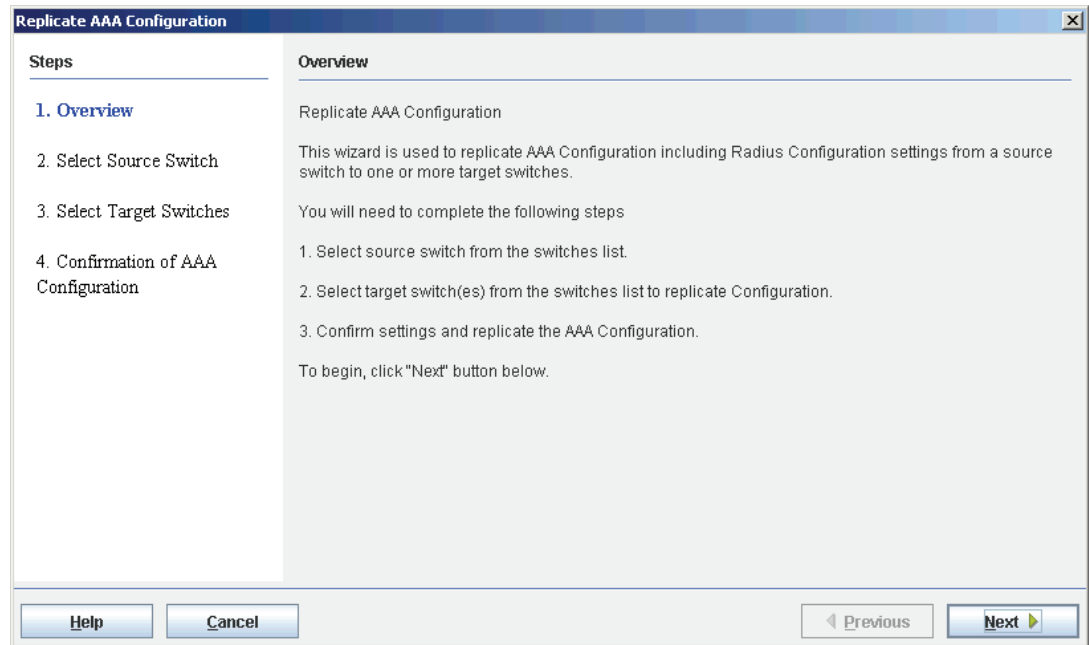 Replicate AAA Configuration
Steps
1. Overview
2. Select Source Switch
3. Select Target Switches
4. Confirmation of AAA
Configuration
Overview
Replicate AAA Configuration
This wizard is used to replicate AAA Configuration including Radius Configuration settings from a source
switch to one or more target switches.
You will need to complete the following steps
1. Select source switch from the switches list.
2. Select target switch(es) from the switches list to replicate Configuration.
3. Confirm settings and replicate the AAA Configuration.
To begin, click "Next" button below.
Help
Cancel
Previous
Next